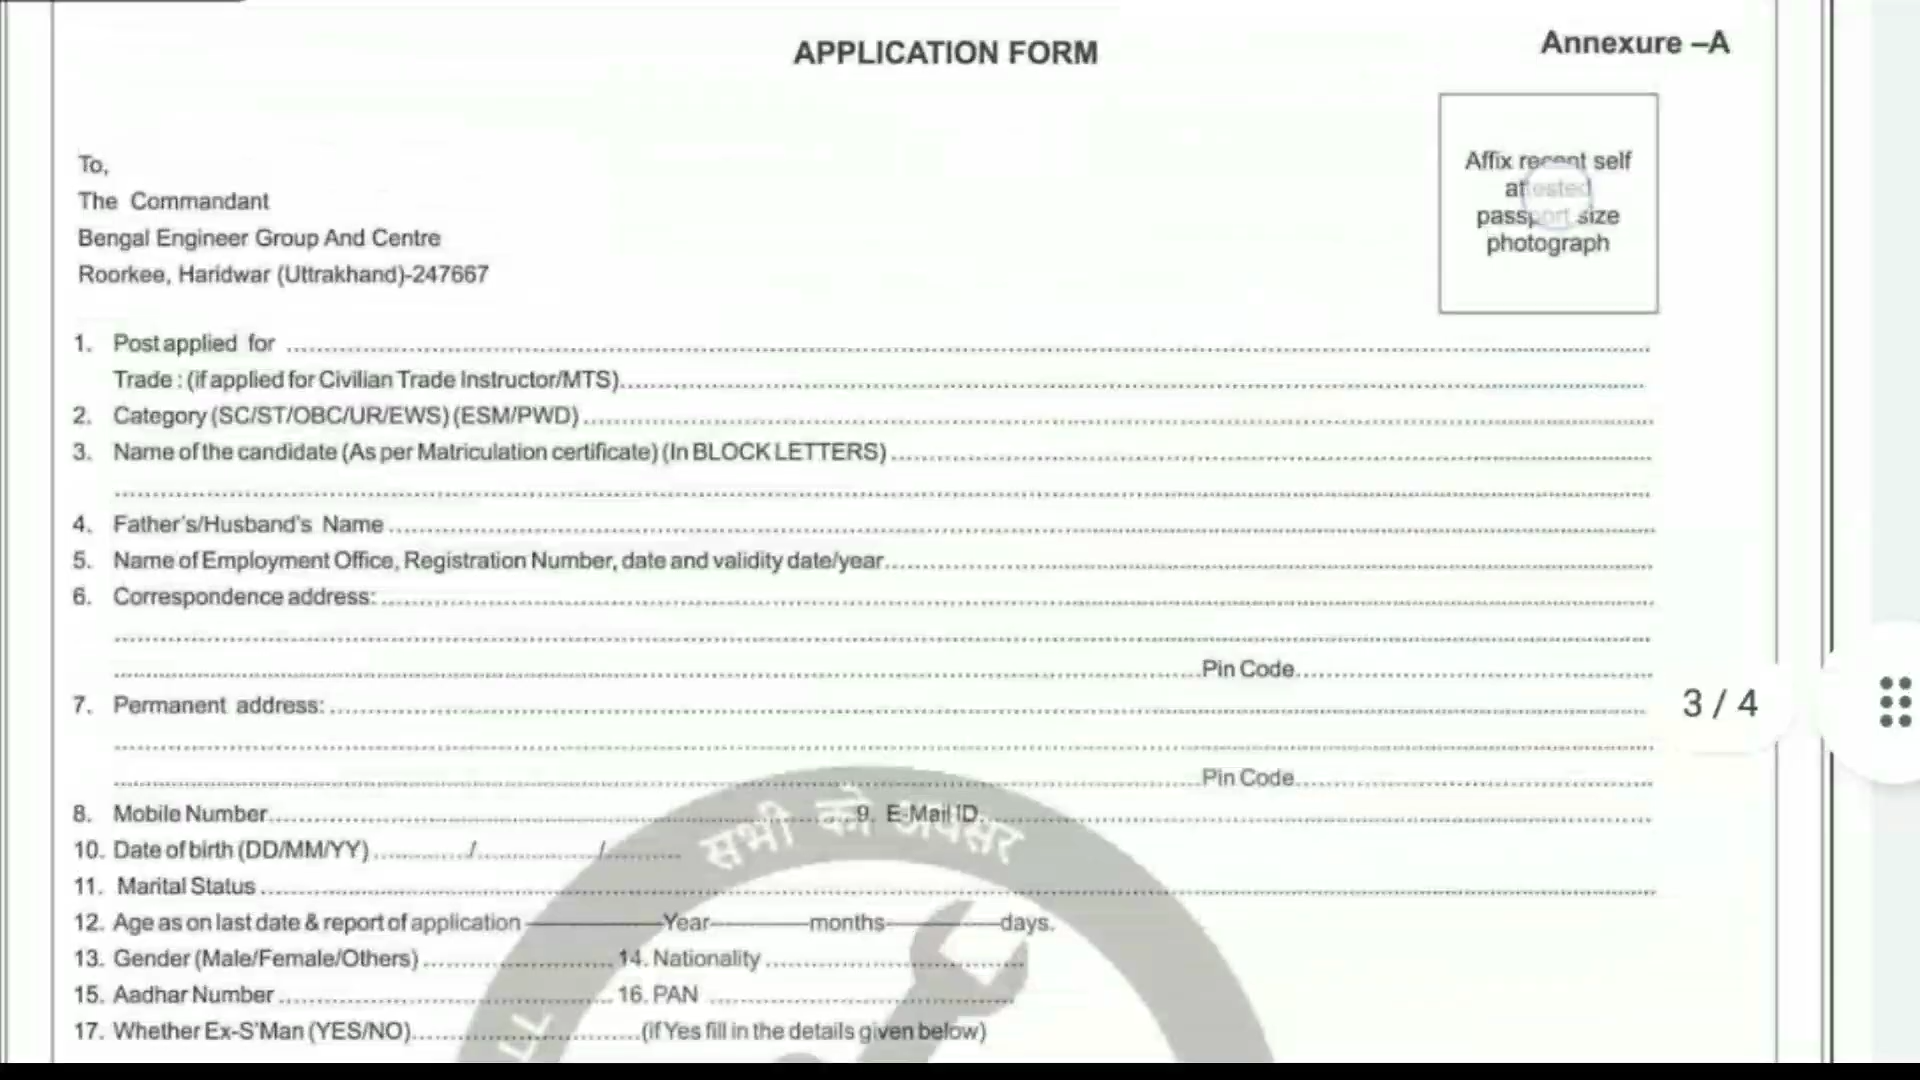 APPLICATION FORM
Annexure –A
Affix recent self
attested
passport size
photograph
To,
The Commandant
Bengal Engineer Group And Centre
Roorkee, Haridwar (Uttrakhand)-247667
1. Post applied for ........................................
Trade : (if applied for Civilian Trade Instructor/MTS)........................................
2. Category (SC/ST/OBC/UR/EWS) (ESM/PWD) ........................................
3. Name of the candidate (As per Matriculation certificate) (In BLOCK LETTERS) ........................................
4. Father's/Husband's Name ........................................
5. Name of Employment Office, Registration Number, date and validity date/year........................................
6. Correspondence address: ........................................
Pin Code........................................
7. Permanent address: ........................................
Pin Code........................................
8. Mobile Number........................................ 9. E-Mail ID........................................
10. Date of birth (DD/MM/YY) ............/............/............
11. Marital Status ........................................
12. Age as on last date & report of application ————Year————months————days.
13. Gender (Male/Female/Others) .................... 14. Nationality ....................
15. Aadhar Number .................... 16. PAN ....................
17. Whether Ex-S'Man (YES/NO).................... (if Yes fill in the details given below)
सभी को अवसर
3 / 4